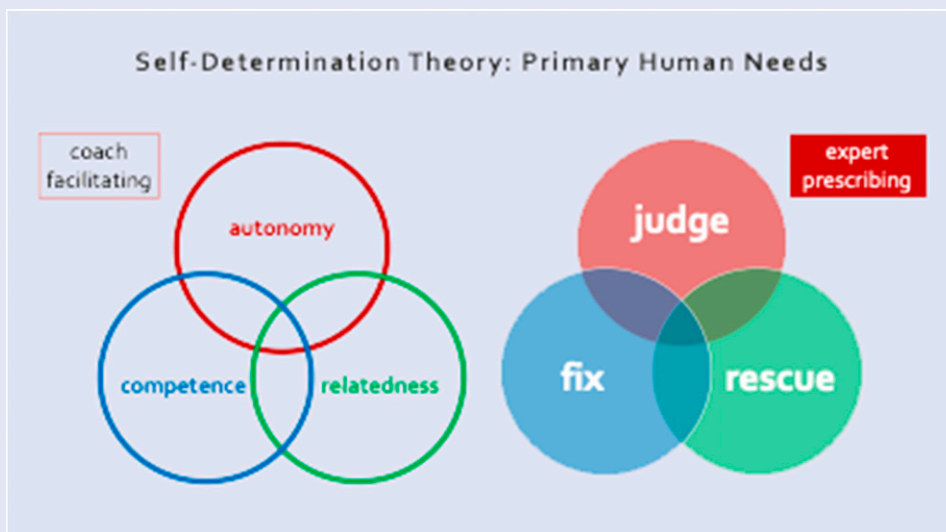 Self-Determination Theory: Primary Human Needs
coach
facilitating
expert
prescribing
autonomy
judge
competence
relatedness
fix
rescue